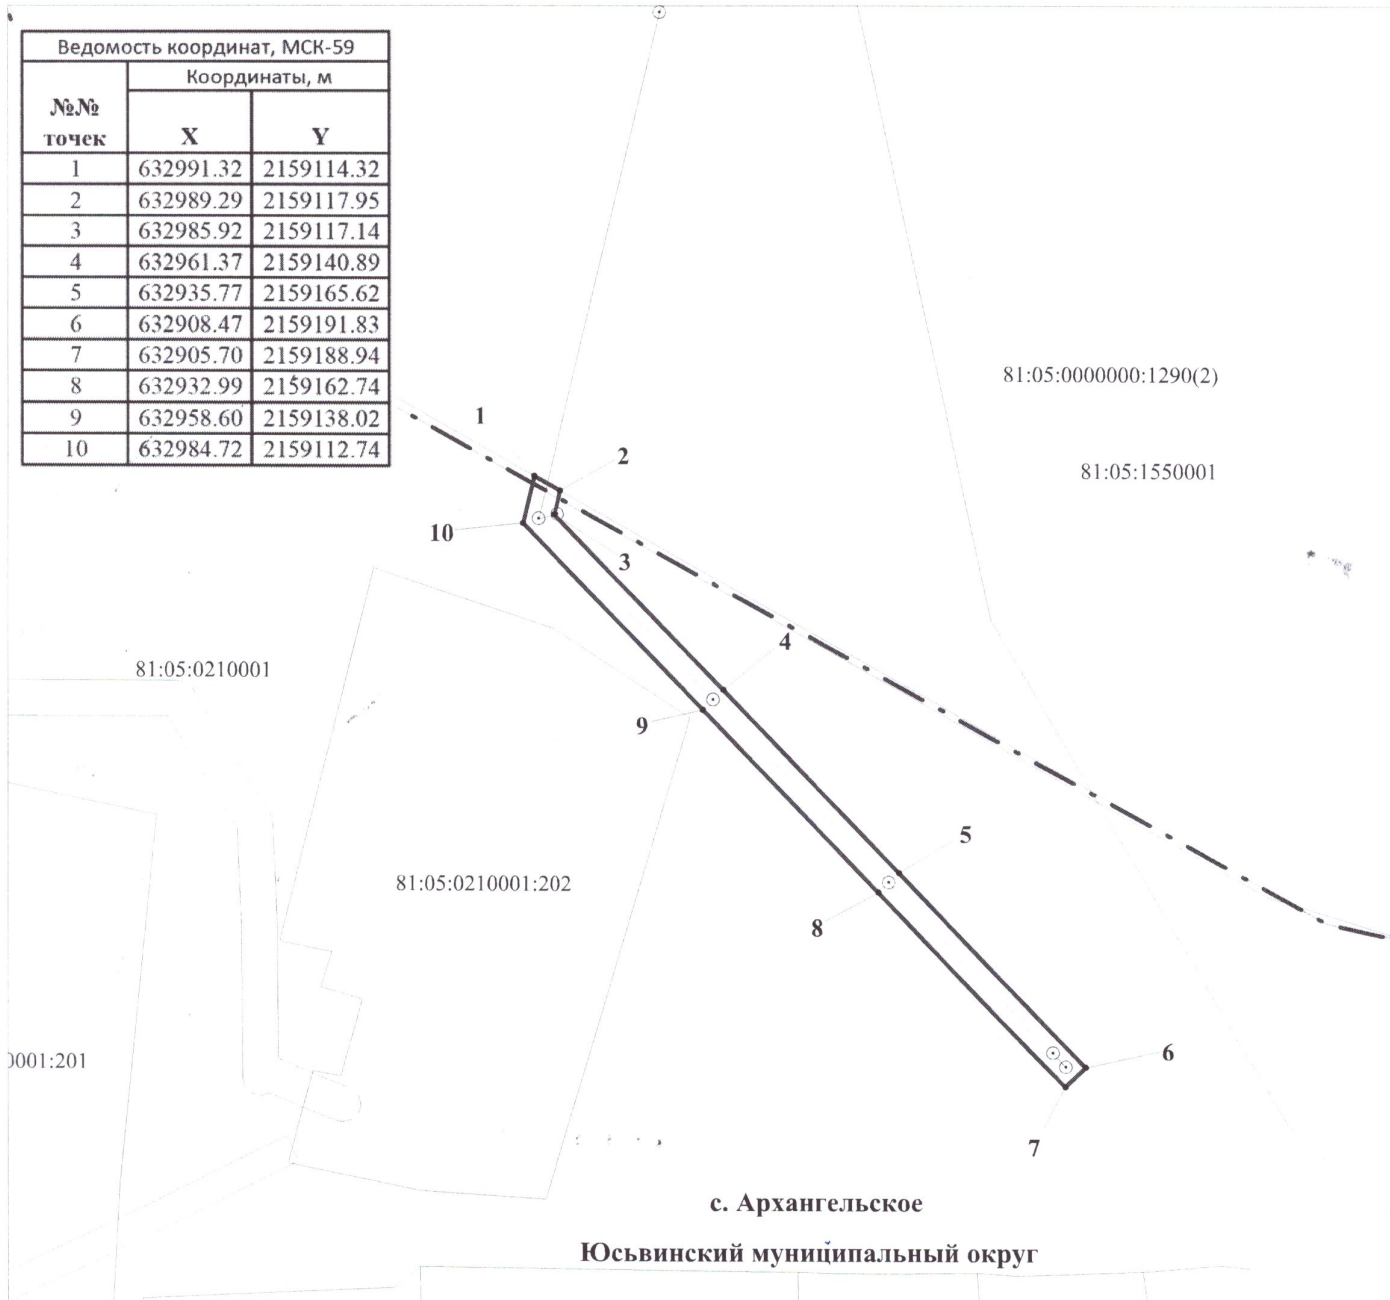 Ведомость координат, МСК-59
№№ точек Координаты, м
X Y
1 632991.32 2159114.32
2 632989.29 2159117.95
3 632985.92 2159117.14
4 632961.37 2159140.89
5 632935.77 2159165.62
6 632908.47 2159191.83
7 632905.70 2159188.94
8 632932.99 2159162.74
9 632958.60 2159138.02
10 632984.72 2159112.74
81:05:0000000:1290(2)
1
2
81:05:1550001
10
3
4
81:05:0210001
9
5
81:05:0210001:202
8
6
0001:201
7
с. Архангельское
Юсьвинский муниципальный округ